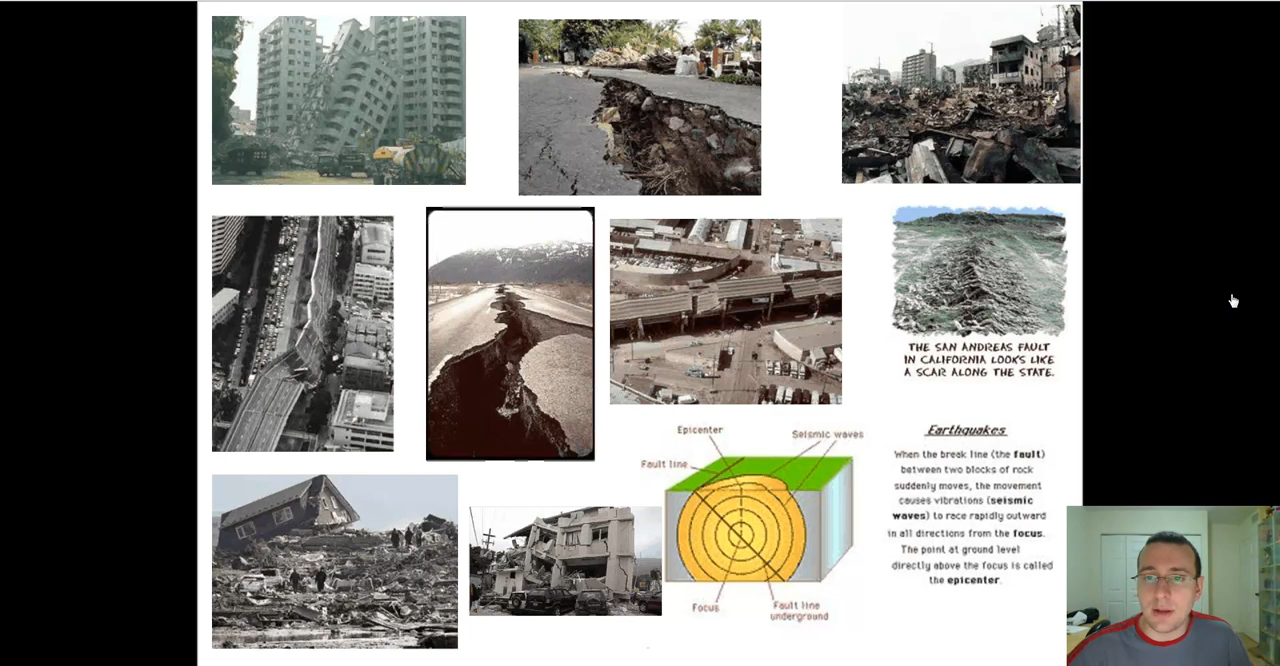 THE SAN ANDREAS FAULT
IN CALIFORNIA LOOKS LIKE
A SCAR ALONG THE STATE.
Epicenter
Seismic waves
Fault line
Focus
Fault line
underground
Earthquakes
When the break line (the fault)
between two blocks of rock
suddenly moves, the movement
causes vibrations (seismic
waves) to race rapidly outward
in all directions from the focus.
The point at ground level
directly above the focus is called
the epicenter.